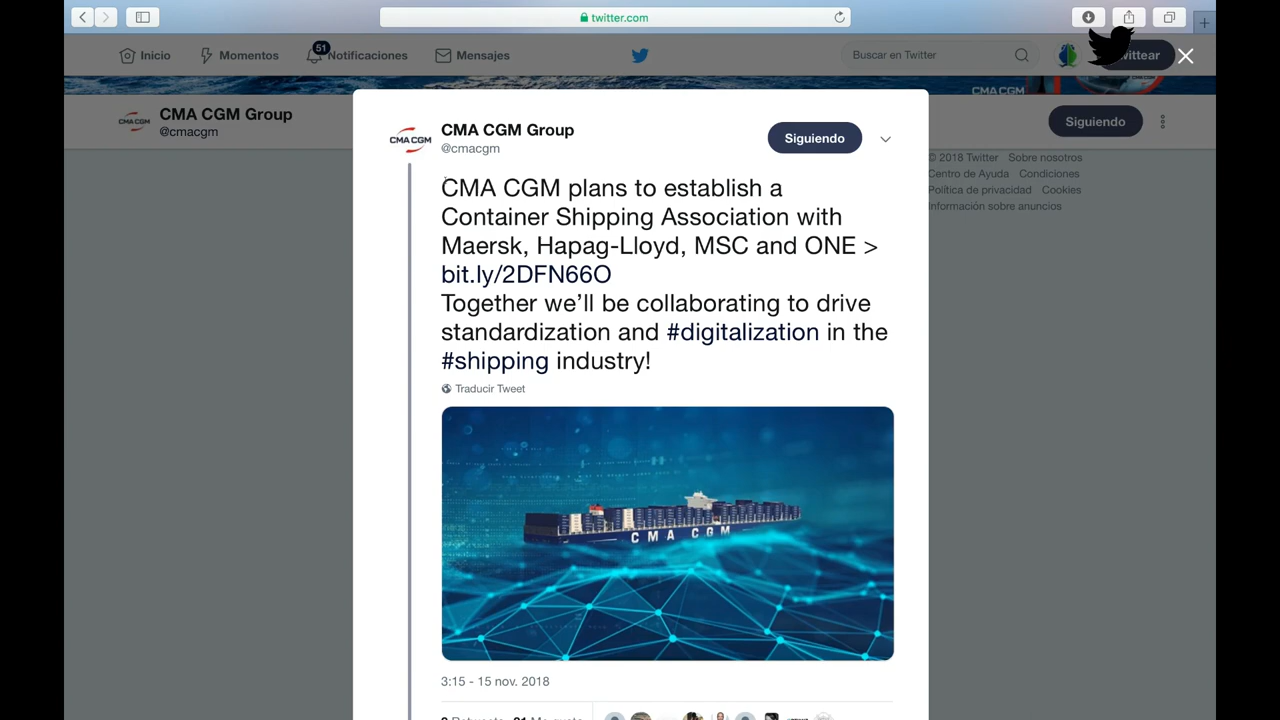 twitter.com
Inicio
Momentos
51
Notificaciones
Mensajes
Buscar en Twitter
CMA CGM
CMA CGM
CMA CGM Group
@cmacgm
Siguiendo
© 2018 Twitter Sobre nosotros
Centro de Ayuda Condiciones
Política de privacidad Cookies
Información sobre anuncios
CMA CGM
CMA CGM Group
@cmacgm
Siguiendo
CMA CGM plans to establish a
Container Shipping Association with
Maersk, Hapag-Lloyd, MSC and ONE >
bit.ly/2DFN66O
Together we’ll be collaborating to drive
standardization and #digitalization in the
#shipping industry!
Traducir Tweet
CMA CGM
3:15 - 15 nov. 2018